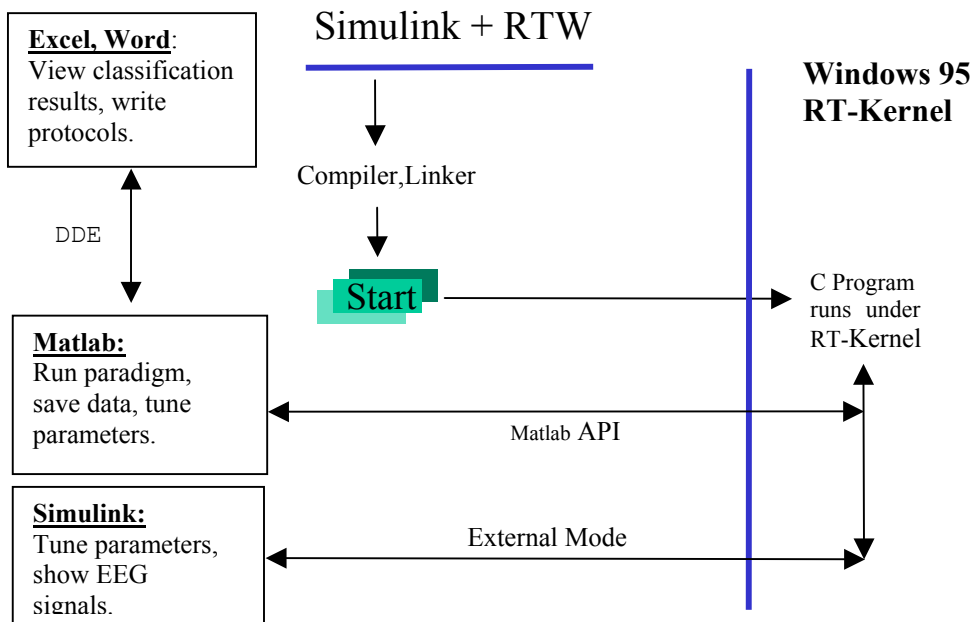 Excel, Word:
View classification
results, write
protocols.
Simulink + RTW
Windows 95
RT-Kernel
Compiler,Linker
DDE
Start
C Program
runs under
RT-Kernel
Matlab:
Run paradigm,
save data, tune
parameters.
Matlab API
Simulink:
Tune parameters,
show EEG
signals.
External Mode